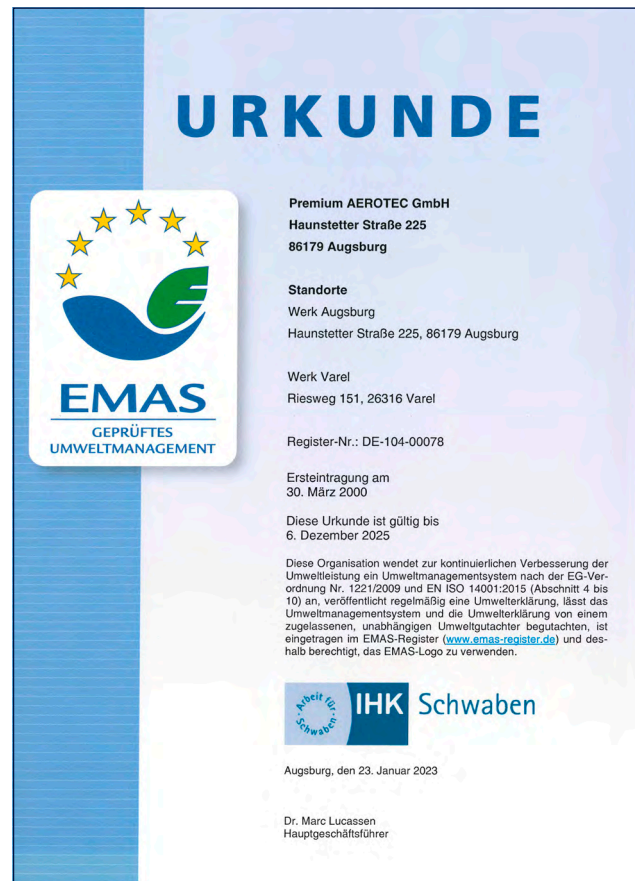 URKUNDE
Premium AEROTEC GmbH
Haunstetter Straße 225
86179 Augsburg
Standorte
Werk Augsburg
Haunstetter Straße 225, 86179 Augsburg
Werk Varel
Riesweg 151, 26316 Varel
EMAS
GEPRÜFTES
UMWELTMANAGEMENT
Register-Nr.: DE-104-00078
Ersteintragung am
30. März 2000
Diese Urkunde ist gültig bis
6. Dezember 2025
Diese Organisation wendet zur kontinuierlichen Verbesserung der
Umweltleistung ein Umweltmanagementsystem nach der EG-Ver-
ordnung Nr. 1221/2009 und EN ISO 14001:2015 (Abschnitt 4 bis
10) an, veröffentlicht regelmäßig eine Umwelterklärung, lässt das
Umweltmanagementsystem und die Umwelterklärung von einem
zugelassenen, unabhängigen Umweltgutachter begutachten, ist
eingetragen im EMAS-Register (www.emas-register.de) und des-
halb berechtigt, das EMAS-Logo zu verwenden.
Arbeit für
Schwaben
IHK Schwaben
Augsburg, den 23. Januar 2023
Dr. Marc Lucassen
Hauptgeschäftsführer